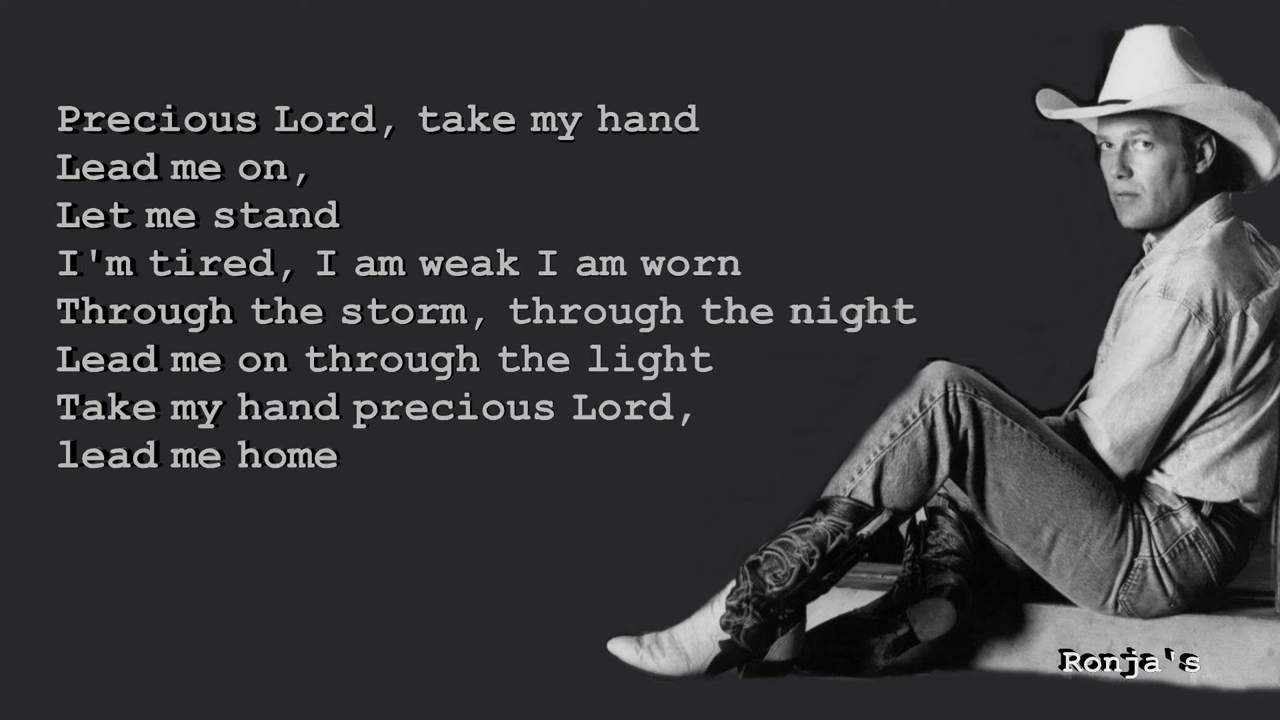 Precious Lord, take my hand
Lead me on,
Let me stand
I'm tired, I am weak I am worn
Through the storm, through the night
Lead me on through the light
Take my hand precious Lord,
lead me home
Ronja's